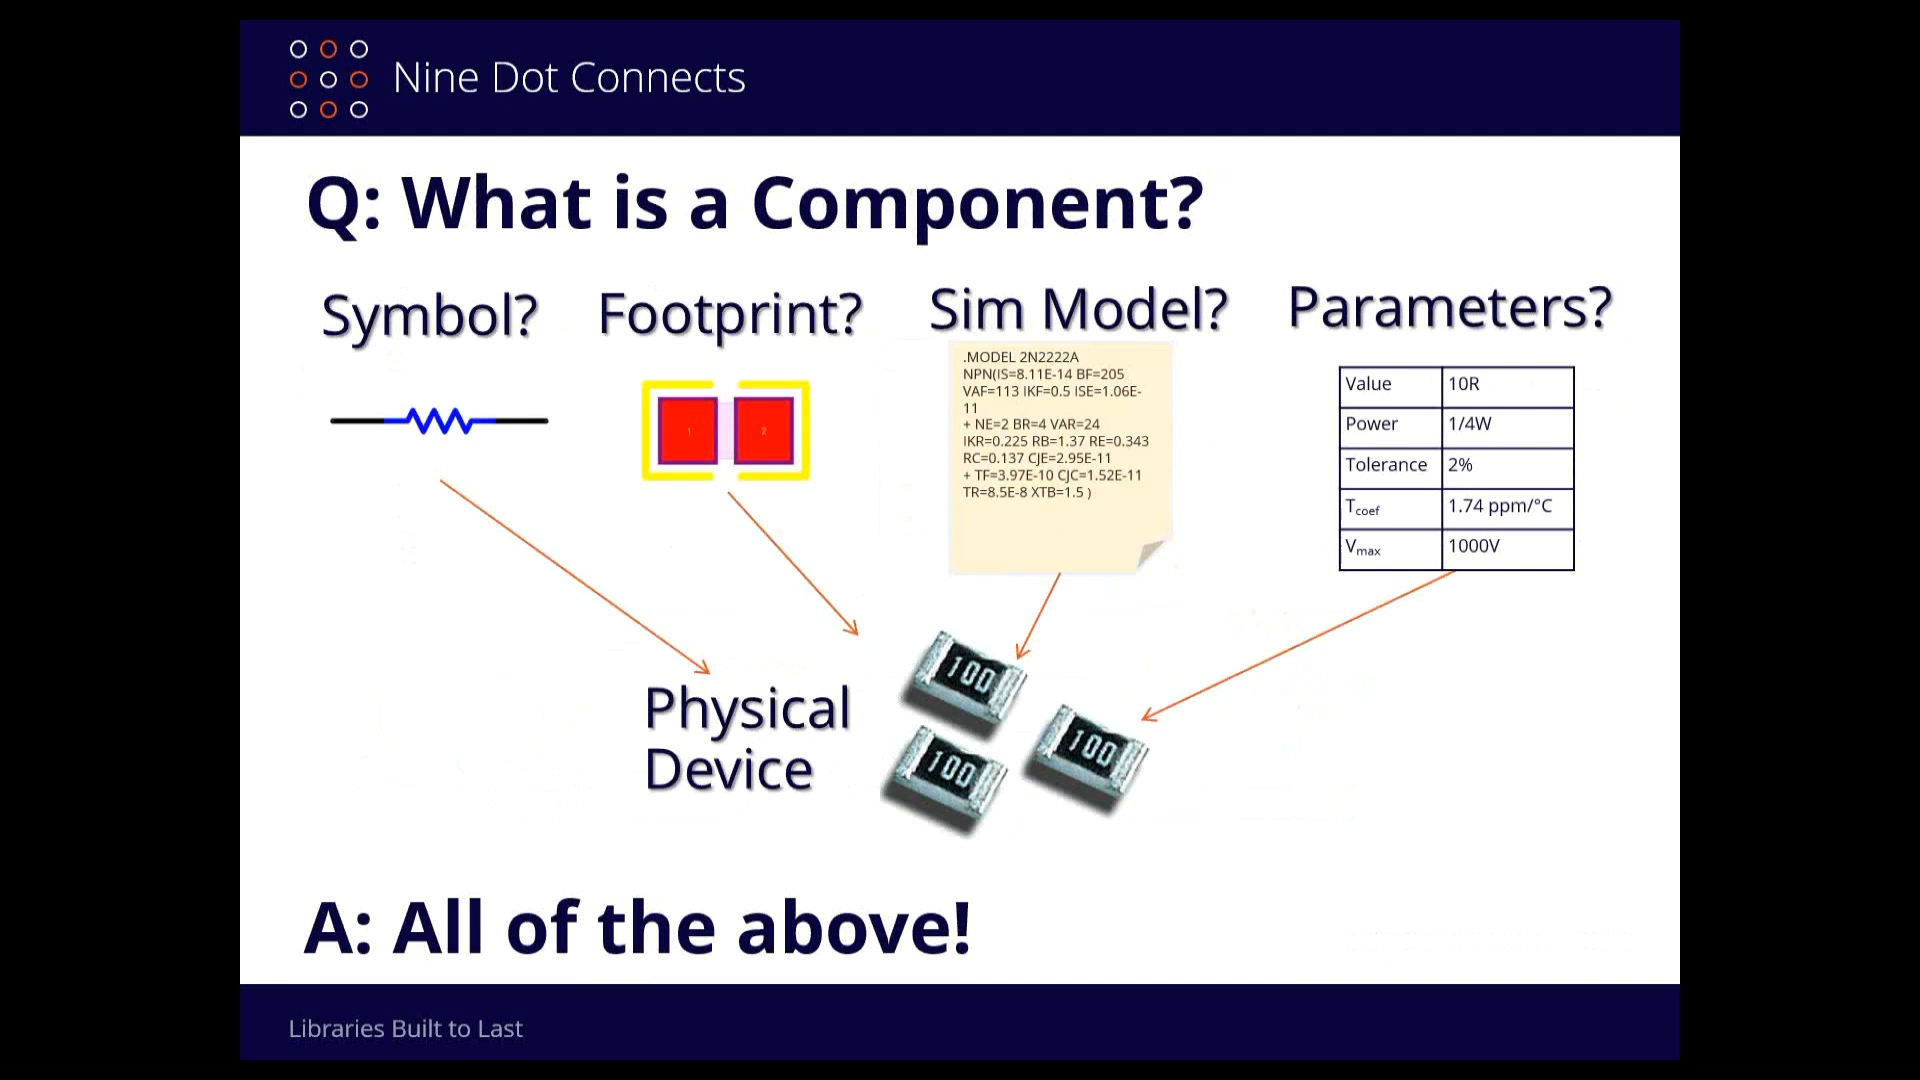 Nine Dot Connects
Q: What is a Component?
Symbol?
Footprint?
Sim Model?
Parameters?
1
2
.MODEL 2N2222A
NPN(IS=8.11E-14 BF=205
VAF=113 IKF=0.5 ISE=1.06E-
11
+ NE=2 BR=4 VAR=24
IKR=0.225 RB=1.37 RE=0.343
RC=0.137 CJE=2.95E-11
+ TF=3.97E-10 CJC=1.52E-11
TR=8.5E-8 XTB=1.5 )
Value 10R
Power 1/4W
Tolerance 2%
Tcoef 1.74 ppm/°C
Vmax 1000V
Physical
Device
100
100
100
A: All of the above!
Libraries Built to Last